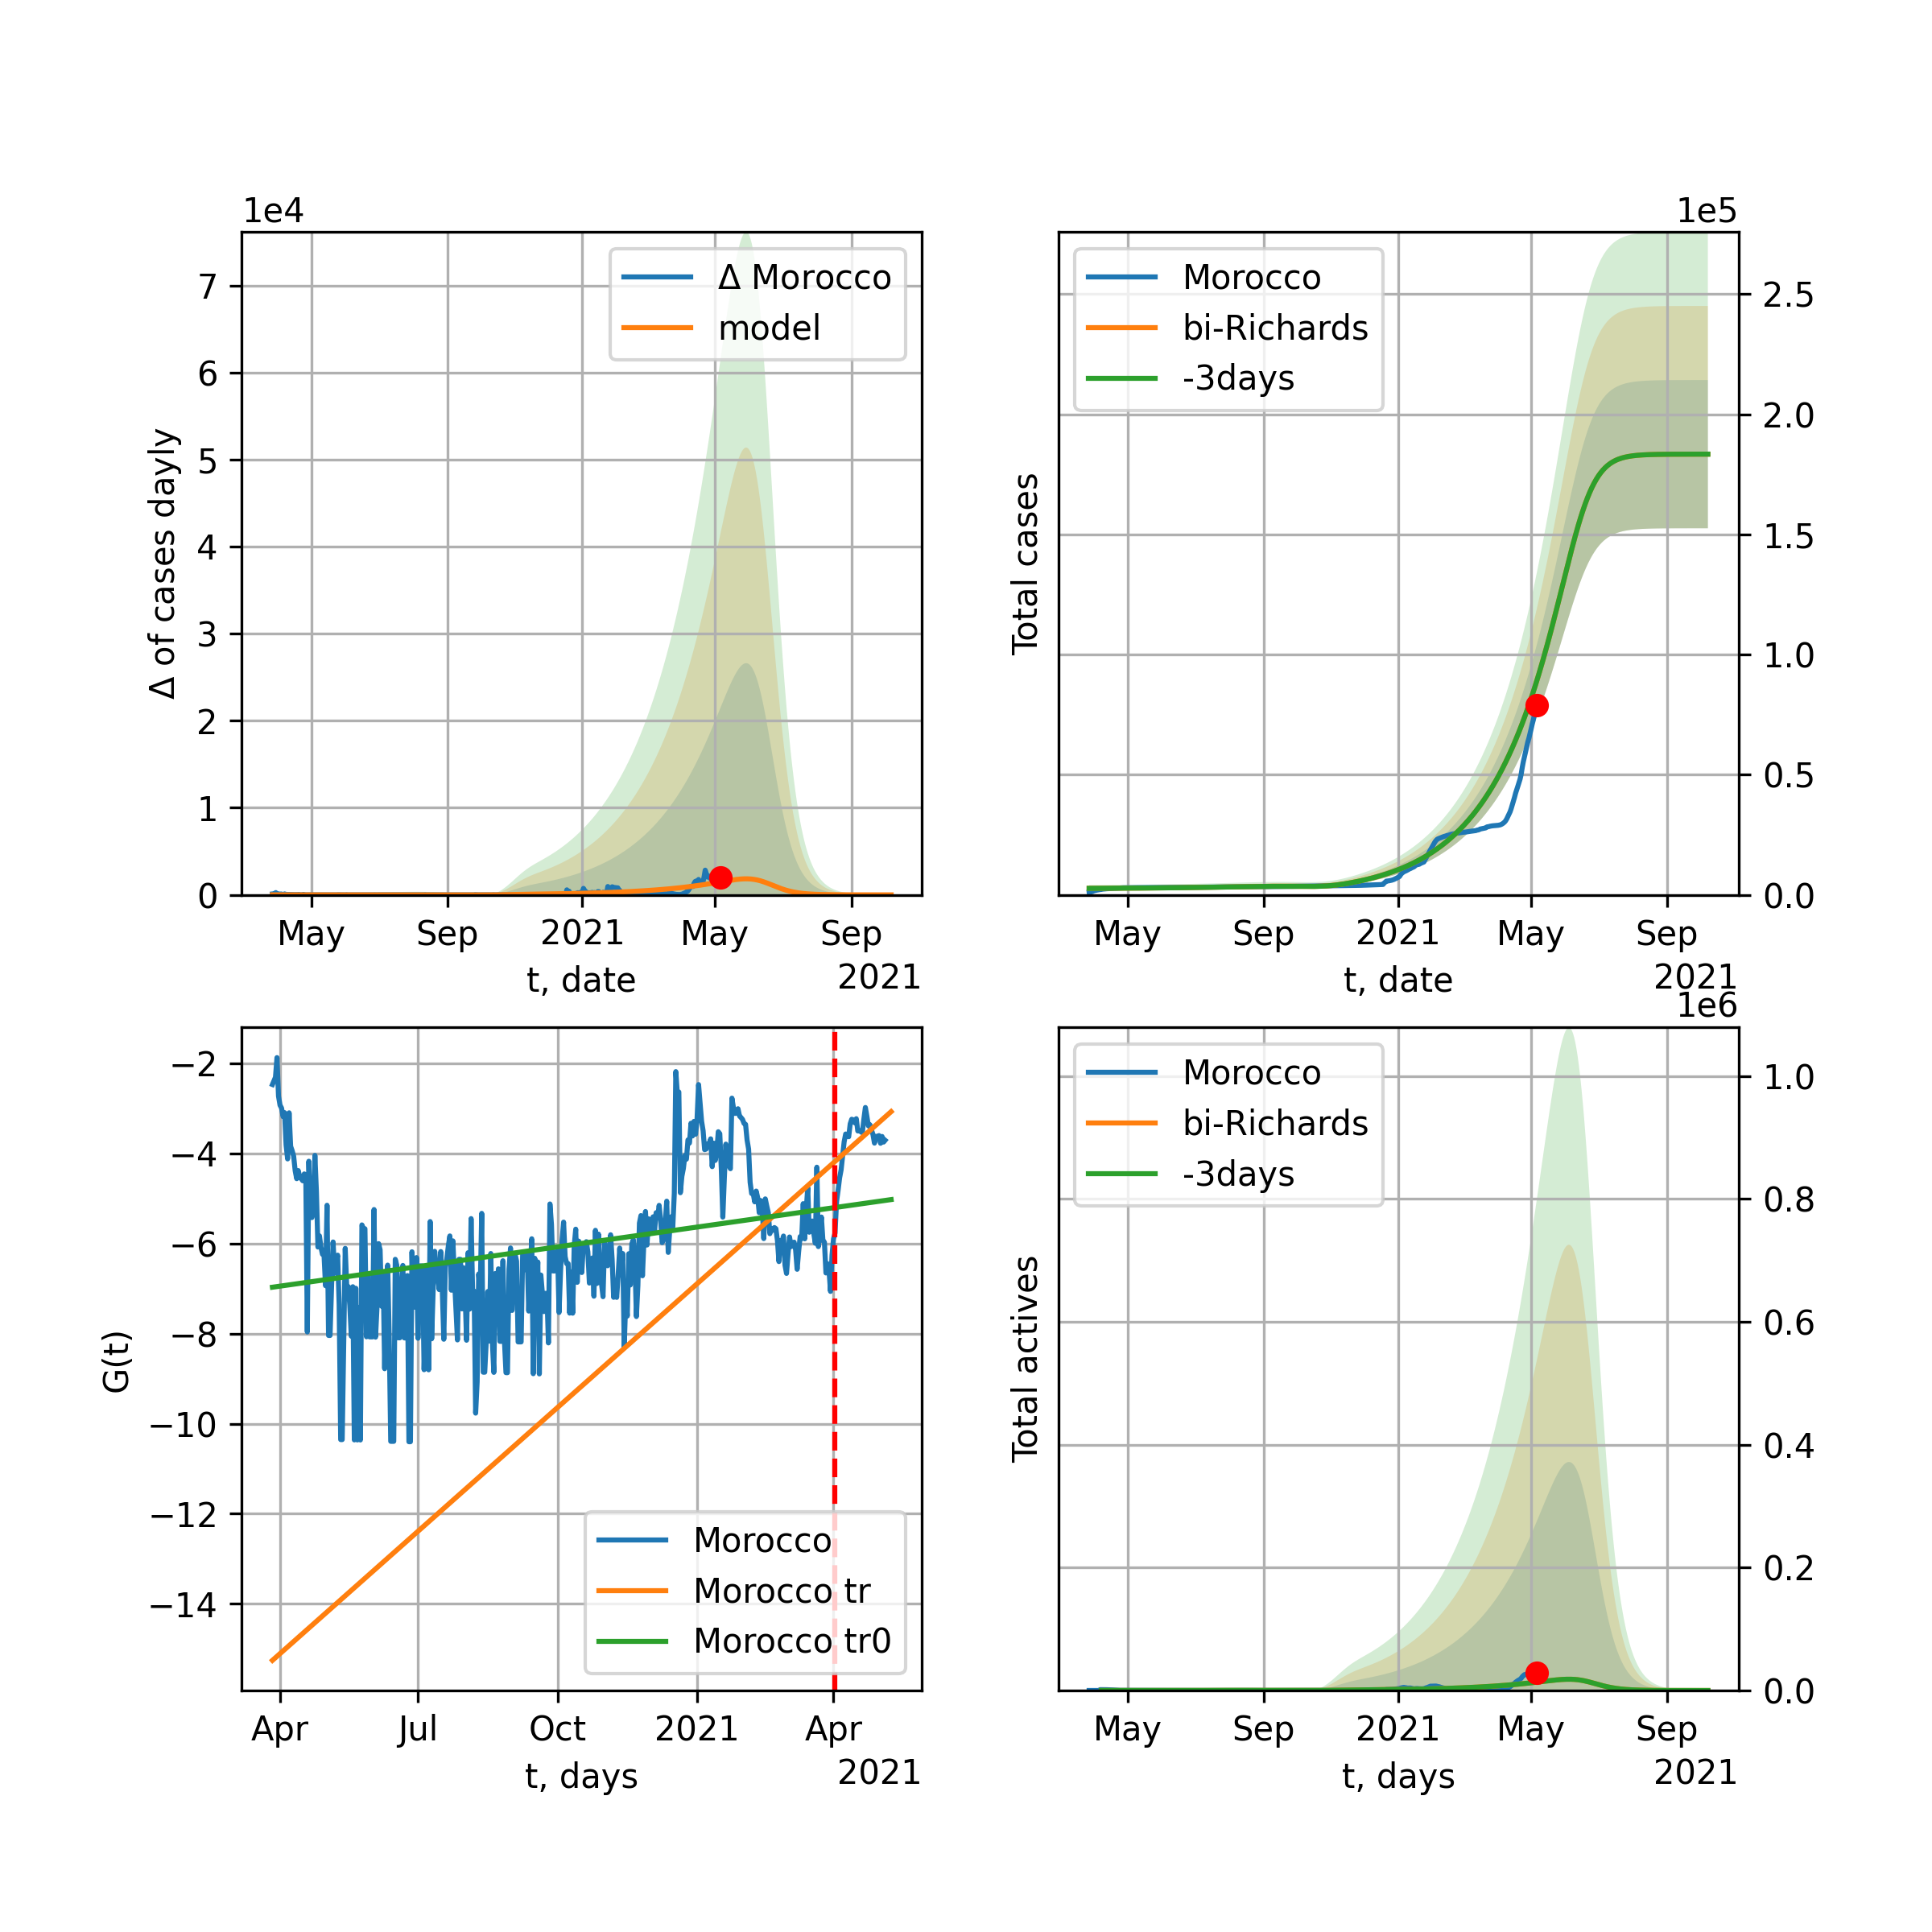 1e4
7
6
5
4
3
2
1
0
Δ of cases dayly
Δ Morocco
model
May Sep 2021 May Sep
t, date
2021
1e5
Morocco
bi-Richards
-3days
Total cases
2.5
2.0
1.5
1.0
0.5
0.0
May Sep 2021 May Sep
t, date
2021
−2
−4
−6
−8
−10
−12
−14
G(t)
Morocco
Morocco tr
Morocco tr0
Apr Jul Oct 2021 Apr
t, days
2021
1e6
Morocco
bi-Richards
-3days
Total actives
1.0
0.8
0.6
0.4
0.2
0.0
May Sep 2021 May Sep
t, days
2021